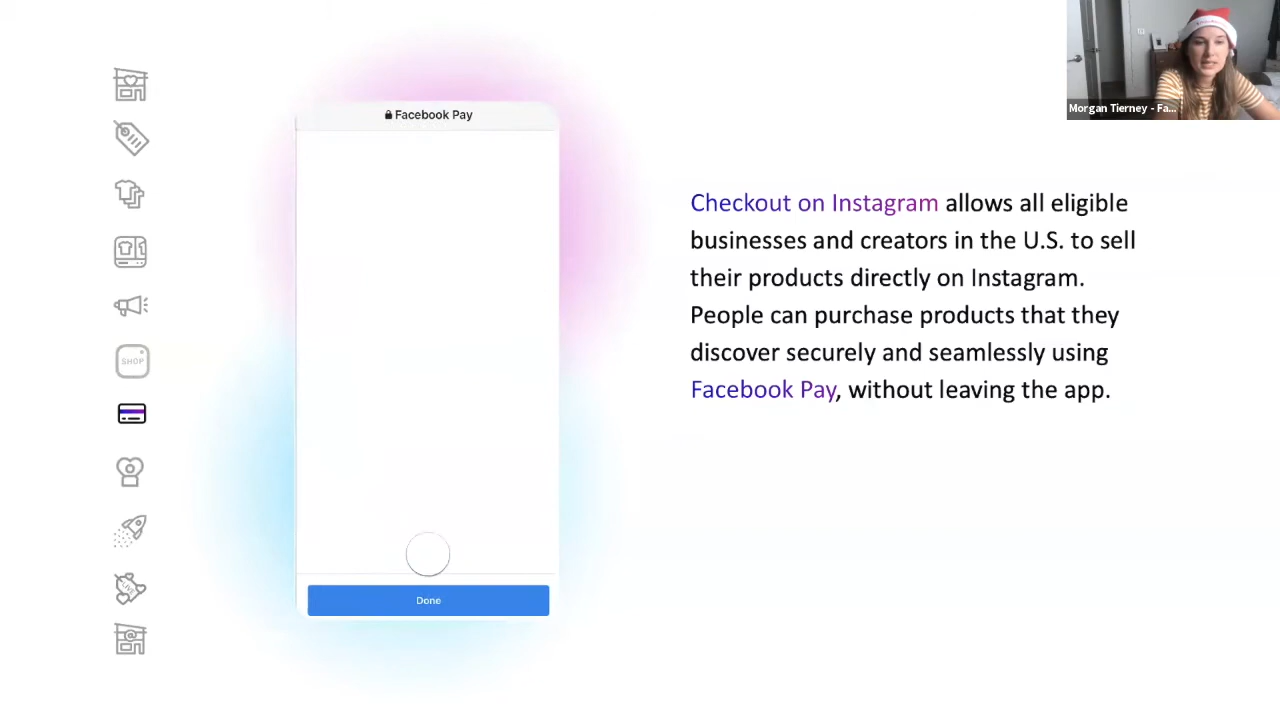 Facebook Pay
Morgan Tierney - Fa...
Checkout on Instagram allows all eligible
businesses and creators in the U.S. to sell
their products directly on Instagram.
People can purchase products that they
discover securely and seamlessly using
Facebook Pay, without leaving the app.
SHOP
LIVE
@
Done